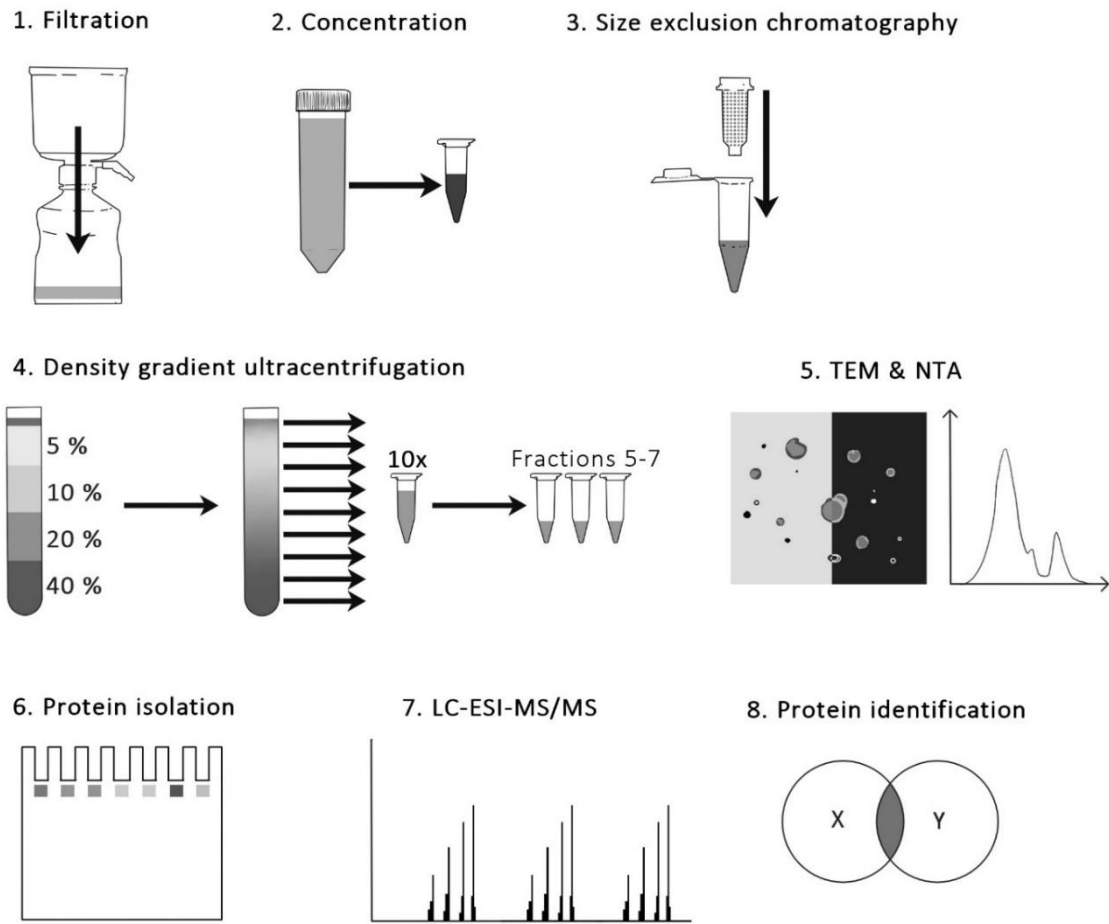 1. Filtration
2. Concentration
3. Size exclusion chromatography
4. Density gradient ultracentrifugation
5 %
10 %
20 %
40 %
10x
Fractions 5-7
5. TEM & NTA
6. Protein isolation
7. LC-ESI-MS/MS
8. Protein identification
X
Y